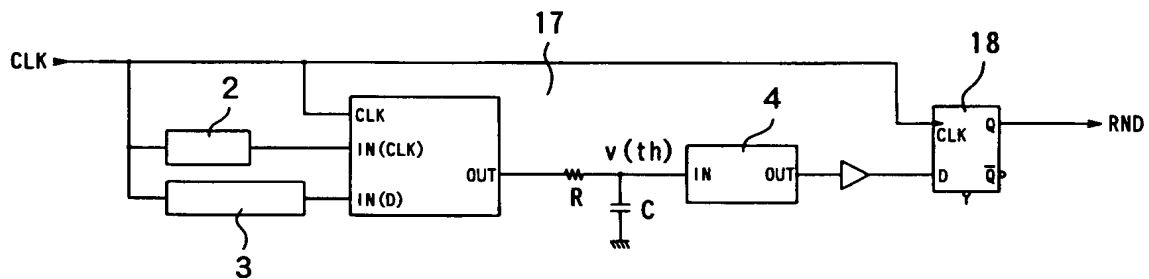 17
18
CLK
2
4
CLK
IN(CLK)
IN(D)
OUT
R
v(th)
C
IN
OUT
CLK
Q
D
Q̅
RND
3